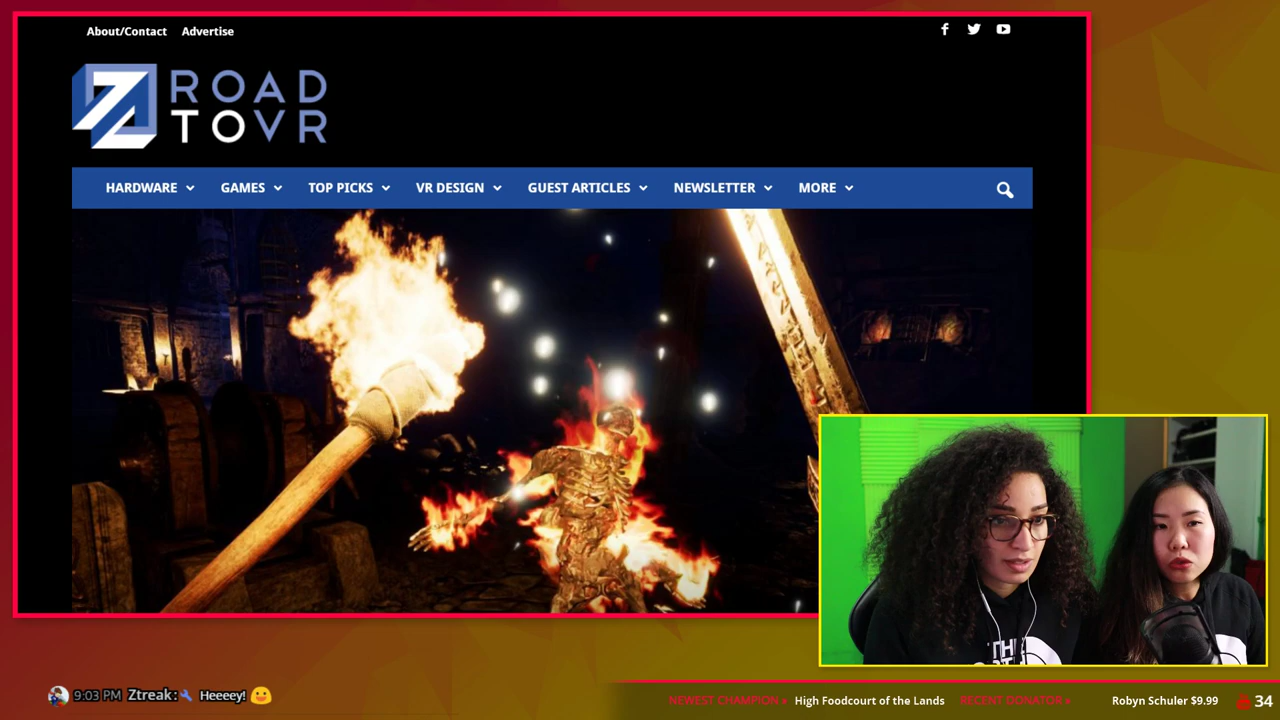 About/Contact Advertise
ROAD
TOVR
HARDWARE GAMES TOP PICKS VR DESIGN GUEST ARTICLES NEWSLETTER MORE
THE
9:03 PM Ztreak: Heeeey!
NEWEST CHAMPION » High Foodcourt of the Lands RECENT DONATOR » Robyn Schuler $9.99 34